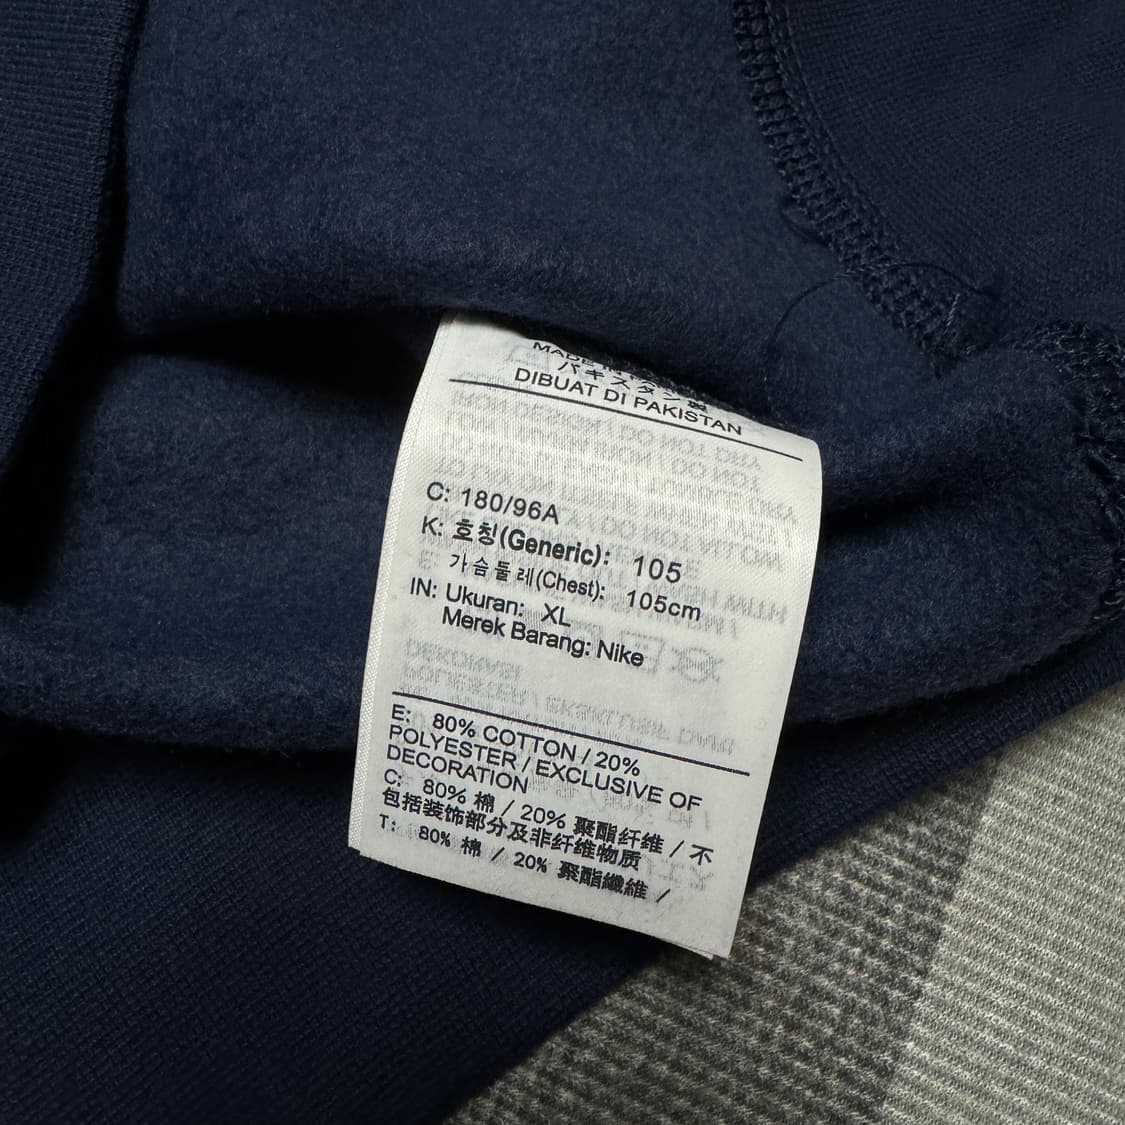 MADE
パキスタン製
DIBUAT DI PAKISTAN
C: 180/96A
K: 호칭(Generic): 105
가슴둘레(Chest): 105cm
IN: Ukuran: XL
Merek Barang: Nike
E: 80% COTTON / 20%
POLYESTER / EXCLUSIVE OF
DECORATION
C: 80% 棉 / 20% 聚酯纤维 / 不
包括装饰部分及非纤维物质
T: 80% 棉 / 20% 聚酯纖維 /